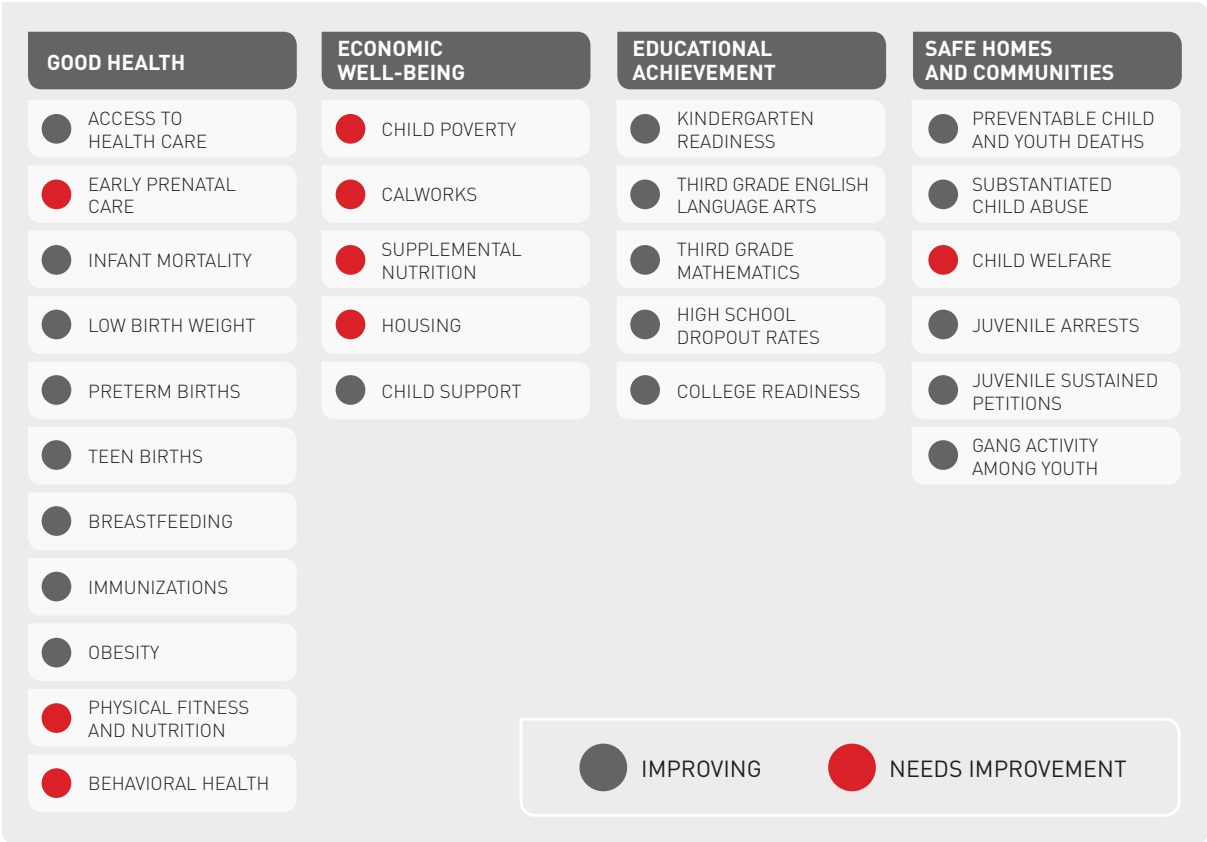 GOOD HEALTH
ACCESS TO
HEALTH CARE
EARLY PRENATAL
CARE
INFANT MORTALITY
LOW BIRTH WEIGHT
PRETERM BIRTHS
TEEN BIRTHS
BREASTFEEDING
IMMUNIZATIONS
OBESITY
PHYSICAL FITNESS
AND NUTRITION
BEHAVIORAL HEALTH
ECONOMIC
WELL-BEING
CHILD POVERTY
CALWORKS
SUPPLEMENTAL
NUTRITION
HOUSING
CHILD SUPPORT
EDUCATIONAL
ACHIEVEMENT
KINDERGARTEN
READINESS
THIRD GRADE ENGLISH
LANGUAGE ARTS
THIRD GRADE
MATHEMATICS
HIGH SCHOOL
DROPOUT RATES
COLLEGE READINESS
SAFE HOMES
AND COMMUNITIES
PREVENTABLE CHILD
AND YOUTH DEATHS
SUBSTANTIATED
CHILD ABUSE
CHILD WELFARE
JUVENILE ARRESTS
JUVENILE SUSTAINED
PETITIONS
GANG ACTIVITY
AMONG YOUTH
IMPROVING
NEEDS IMPROVEMENT